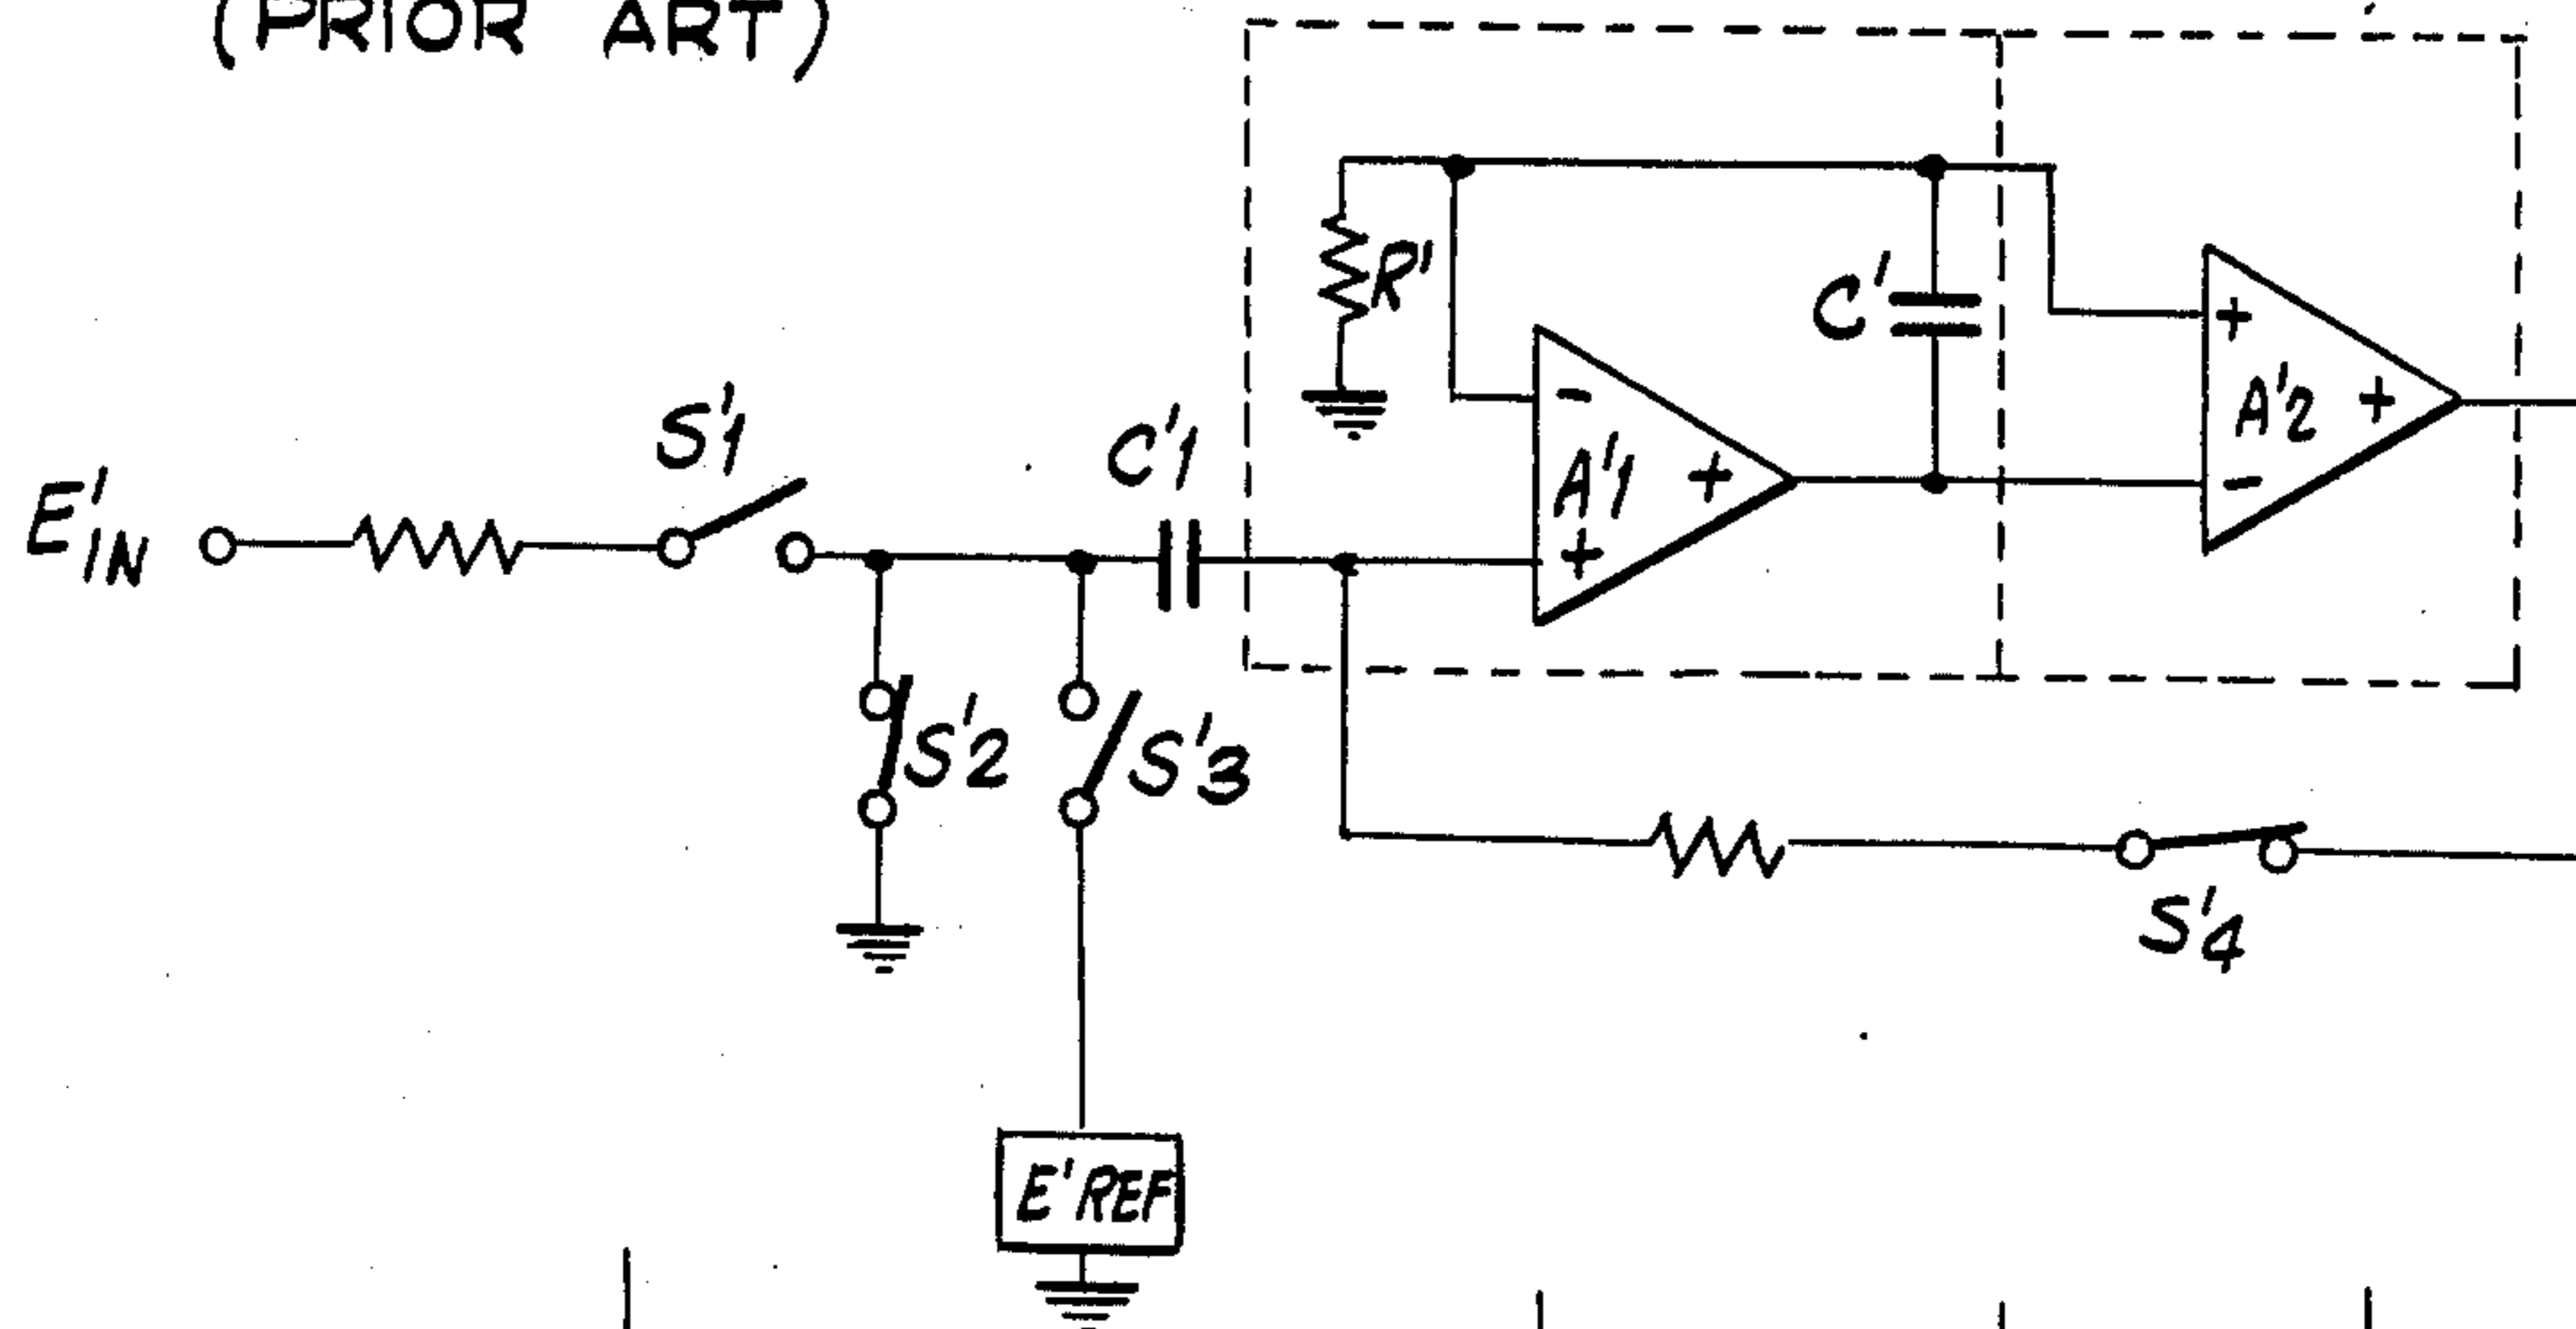 (PRIOR ART)
E'IN
S'1
S'2
S'3
C'1
R'
C'
- A'1 +
+
+ A'2 +
-
S'4
E'REF